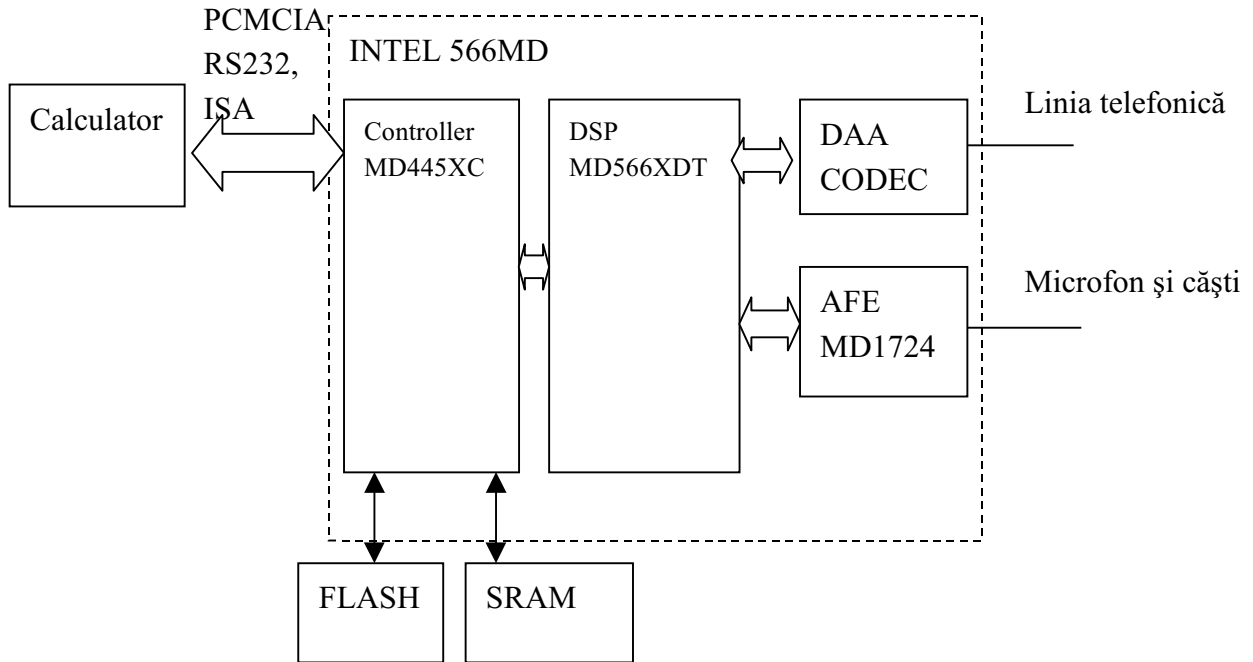 PCMCIA
RS232,
ISA
INTEL 566MD
Calculator
Controller
MD445XC
DSP
MD566XDT
DAA
CODEC
Linia telefonică
AFE
MD1724
Microfon şi căşti
FLASH
SRAM